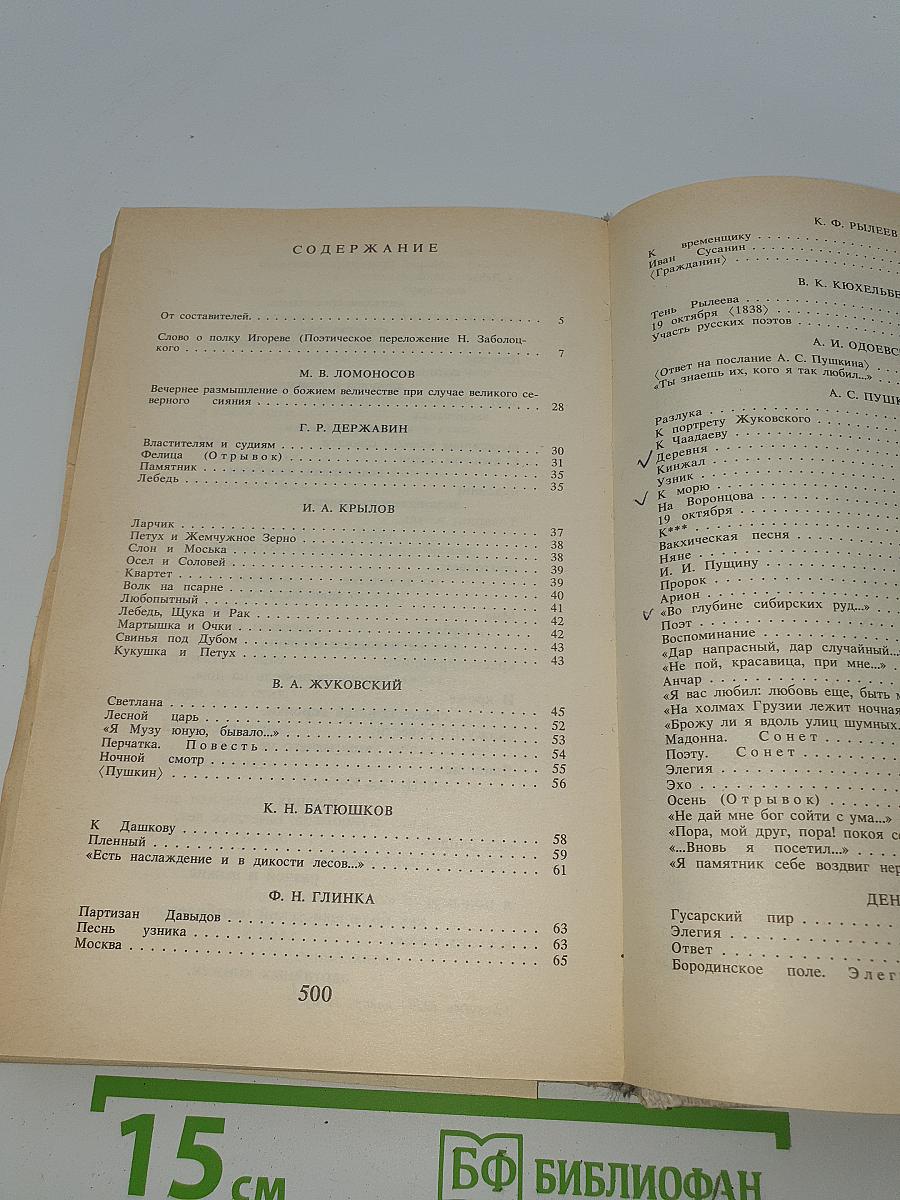 СОДЕРЖАНИЕ
От составителей. 5
Слово о полку Игореве (Поэтическое переложение Н. Заболоц-
кого 7
М. В. ЛОМОНОСОВ
Вечернее размышление о божием величестве при случае великого се-
верного сияния 28
Г. Р. ДЕРЖАВИН
Властителям и судиям 30
Фелица (Отрывок) 31
Памятник 35
Лебедь 35
И. А. КРЫЛОВ
Ларчик 37
Петух и Жемчужное Зерно 38
Слон и Моська 38
Осел и Соловей 39
Квартет 39
Волк на псарне 40
Любопытный 41
Лебедь, Щука и Рак 42
Мартышка и Очки 42
Свинья под Дубом 43
Кукушка и Петух 43
В. А. ЖУКОВСКИЙ
Светлана 45
Лесной царь 52
«Я Музу юную, бывало...» 53
Перчатка. Повесть 54
Ночной смотр 55
〈Пушкин〉 56
К. Н. БАТЮШКОВ
К Дашкову 58
Пленный 59
«Есть наслаждение и в дикости лесов...» 61
Ф. Н. ГЛИНКА
Партизан Давыдов 63
Песнь узника 63
Москва 65
500
К. Ф. РЫЛЕЕВ
К временщику
Иван Сусанин
〈Гражданин〉
В. К. КЮХЕЛЬБЕ
Тень Рылеева
19 октября 〈1838〉
Участь русских поэтов
А. И. ОДОЕВС
〈Ответ на послание А. С. Пушкина〉
«Ты знаешь их, кого я так любил...»
А. С. ПУШК
Разлука
К портрету Жуковского
К Чаадаеву
Деревня
Кинжал
Узник
К морю
На Воронцова
19 октября
К***
Вакхическая песня
Няне
И. И. Пущину
Пророк
Арион
«Во глубине сибирских руд...»
Поэт
Воспоминание
«Дар напрасный, дар случайный...»
«Не пой, красавица, при мне...»
Анчар
«Я вас любил: любовь еще, быть м
«На холмах Грузии лежит ночная
«Брожу ли я вдоль улиц шумных.
Мадонна. Сонет
Поэту. Сонет
Элегия
Эхо
Осень (Отрывок)
«Не дай мне бог сойти с ума...»
«Пора, мой друг, пора! покоя се
«...Вновь я посетил...»
«Я памятник себе воздвиг нер
ДЕН
Гусарский пир
Элегия
Ответ
Бородинское поле. Элег
15 см
БФ БИБЛИОФАН